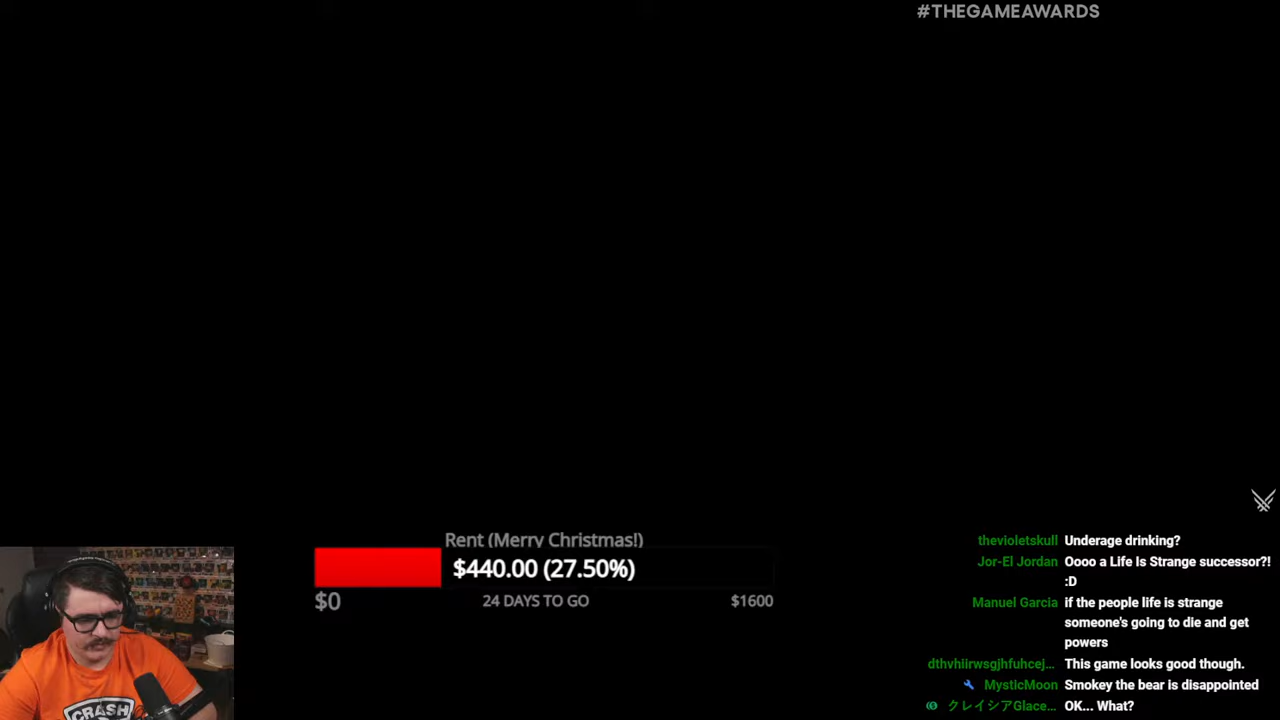 #THEGAMEAWARDS
Rent (Merry Christmas!)
$440.00 (27.50%)
$0 24 DAYS TO GO $1600
thevioletskull Underage drinking?
Jor-El Jordan Oooo a Life Is Strange successor?!
:D
Manuel Garcia if the people life is strange
someone's going to die and get
powers
dthvhiirwsgjhfuhcej... This game looks good though.
MysticMoon Smokey the bear is disappointed
クレイシアGlace... OK... What?
CRASH